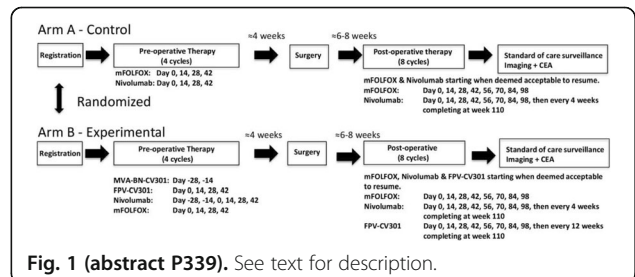 Arm A - Control
≈4 weeks
≈6-8 weeks
Registration
Pre-operative Therapy
(4 cycles)
Surgery
Post-operative therapy
(8 cycles)
Standard of care surveillance
Imaging + CEA
mFOLFOX: Day 0, 14, 28, 42
Nivolumab: Day 0, 14, 28, 42
mFOLFOX & Nivolumab starting when deemed acceptable to resume.
mFOLFOX: Day 0, 14, 28, 42, 56, 70, 84, 98
Nivolumab: Day 0, 14, 28, 42, 56, 70, 84, 98, then every 4 weeks
completing at week 110
Randomized
Arm B - Experimental
≈4 weeks
≈6-8 weeks
Registration
Pre-operative Therapy
(4 cycles)
Surgery
Post-operative
(8 cycles)
Standard of care surveillance
Imaging + CEA
MVA-BN-CV301: Day -28, -14
FPV-CV301: Day 0, 14, 28, 42
Nivolumab: Day -28, -14, 0, 14, 28, 42
mFOLFOX: Day 0, 14, 28, 42
mFOLFOX, Nivolumab & FPV-CV301 starting when deemed acceptable
to resume.
mFOLFOX: Day 0, 14, 28, 42, 56, 70, 84, 98
Nivolumab: Day 0, 14, 28, 42, 56, 70, 84, 98, then every 4 weeks
completing at week 110
FPV-CV301 Day 0, 14, 28, 42, 56, 70, 84, 98, then every 12 weeks
completing at week 110
Fig. 1 (abstract P339). See text for description.